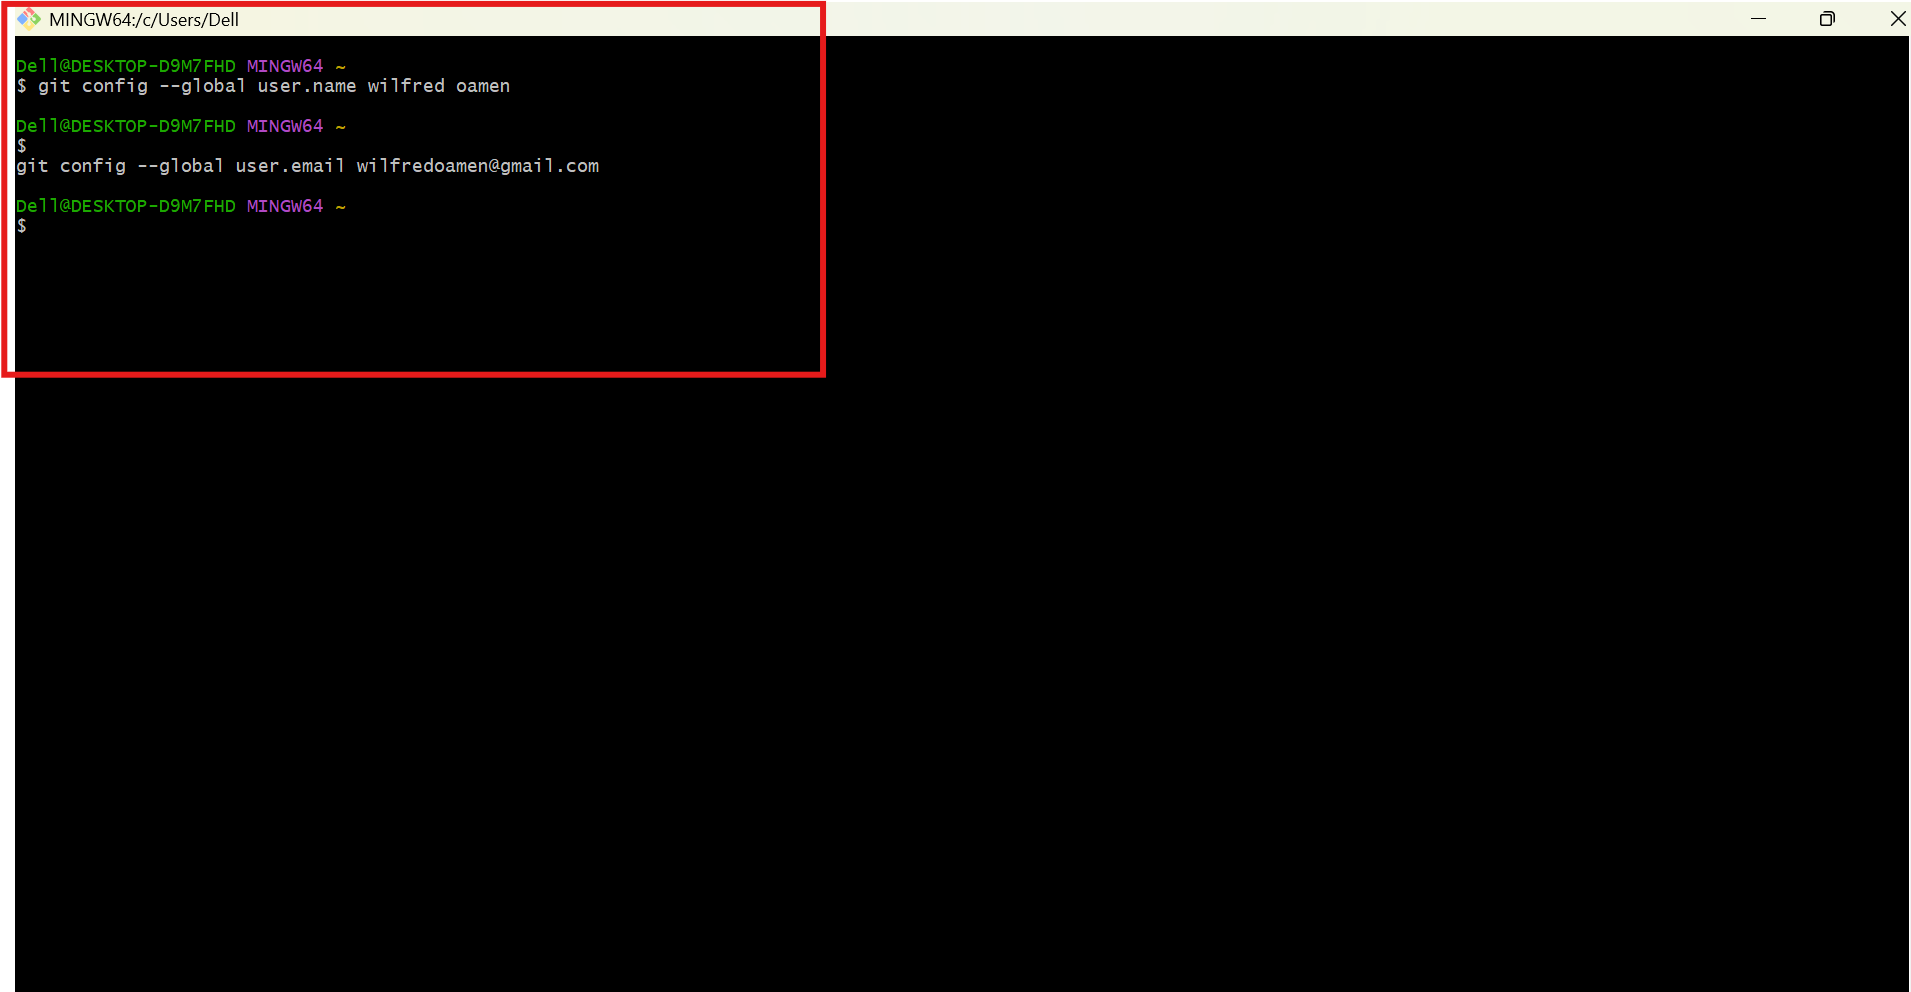 MINGW64:/c/Users/Dell
Dell@DESKTOP-D9M7FHD MINGW64 ~
$ git config --global user.name wilfred oamen
Dell@DESKTOP-D9M7FHD MINGW64 ~
$
git config --global user.email wilfredoamen@gmail.com
Dell@DESKTOP-D9M7FHD MINGW64 ~
$